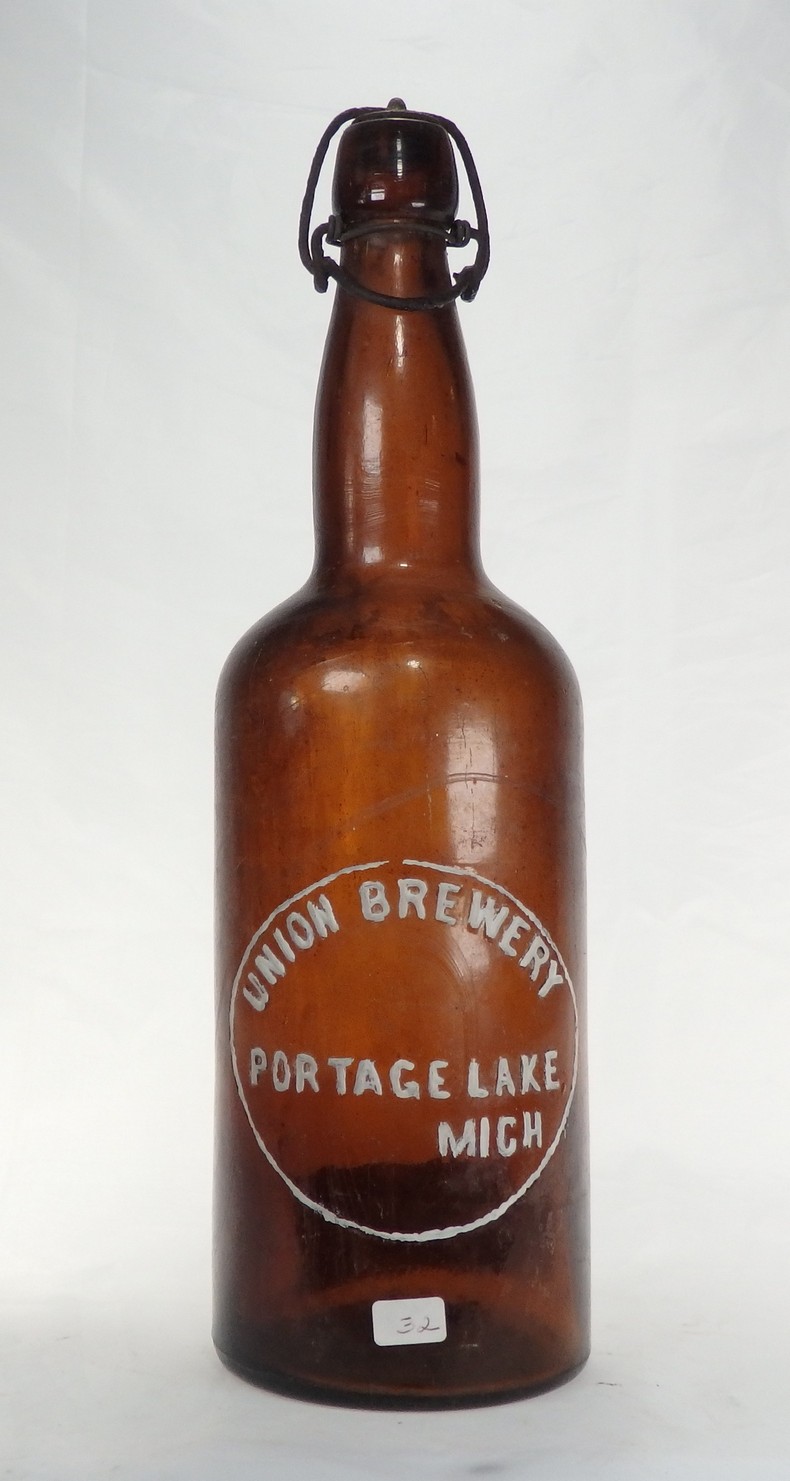 UNION BREWERY
PORTAGE LAKE
MICH
32